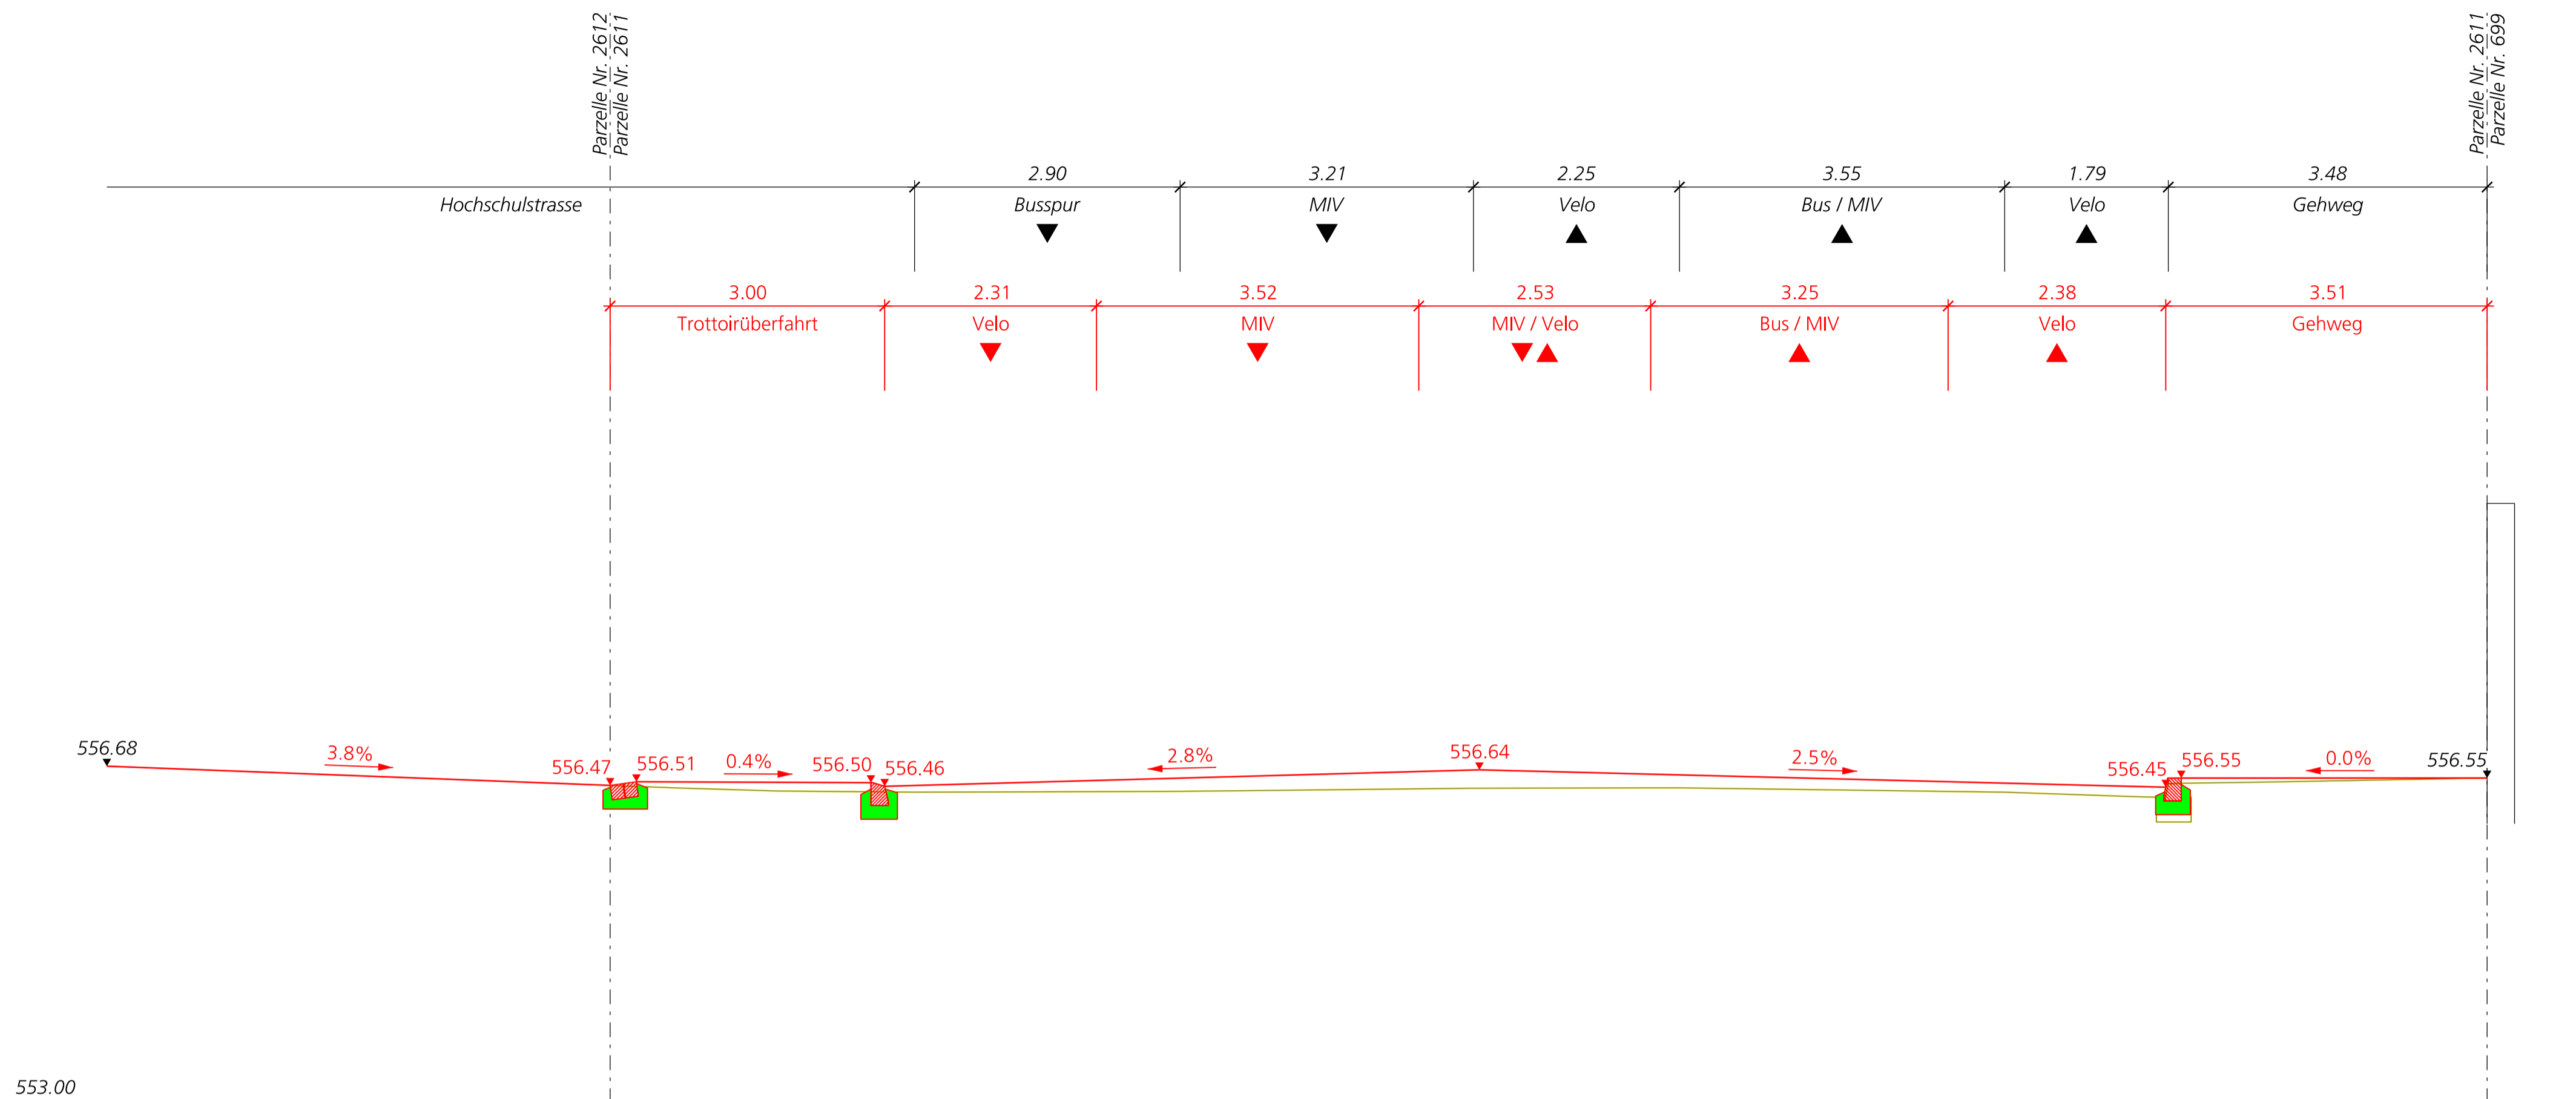 Parzelle Nr. 2612
Parzelle Nr. 2611
Parzelle Nr. 2611
Parzelle Nr. 699
2.90 3.21 2.25 3.55 1.79 3.48
Hochschulstrasse Busspur MIV Velo Bus / MIV Velo Gehweg
3.00 2.31 3.52 2.53 3.25 2.38 3.51
Trottoirüberfahrt Velo MIV MIV / Velo Bus / MIV Velo Gehweg
556.68 3.8% 556.47 556.51 0.4% 556.50 556.46 2.8% 556.64 2.5% 556.45 556.55 0.0% 556.55
553.00